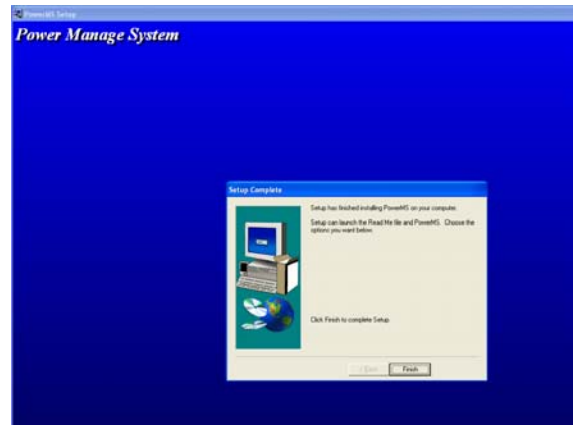 PowerMS Setup
Power Manage System
Setup Complete
Setup has finished installing PowerMS on your computer.
Setup can launch the Read Me file and PowerMS. Choose the
options you want below.
Click Finish to complete Setup.
< Back
Finish